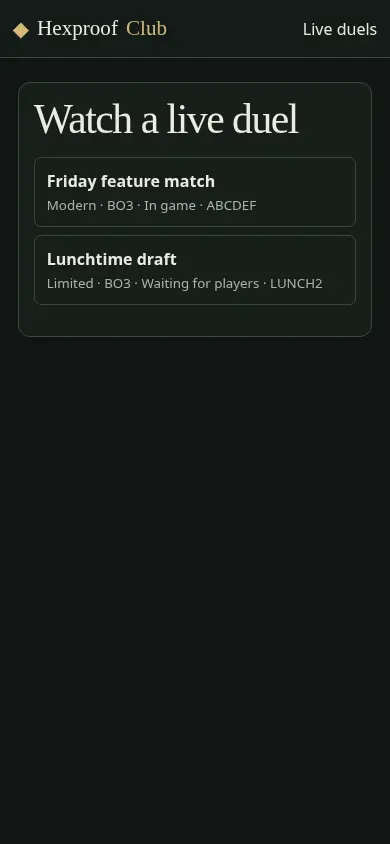 Hexproof Club
Live duels
Watch a live duel
Friday feature match
Modern · BO3 · In game · ABCDEF
Lunchtime draft
Limited · BO3 · Waiting for players · LUNCH2